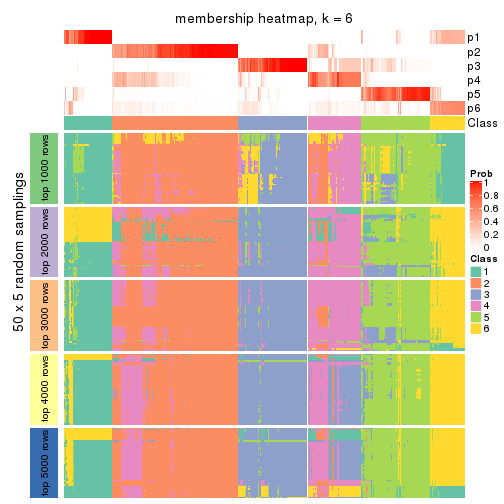 membership heatmap, k = 6
p1
p2
p3
p4
p5
p6
Class
50 x 5 random samplings
top 1000 rows
top 2000 rows
top 3000 rows
top 4000 rows
top 5000 rows
Prob
1
0.8
0.6
0.4
0.2
0
Class
1
2
3
4
5
6